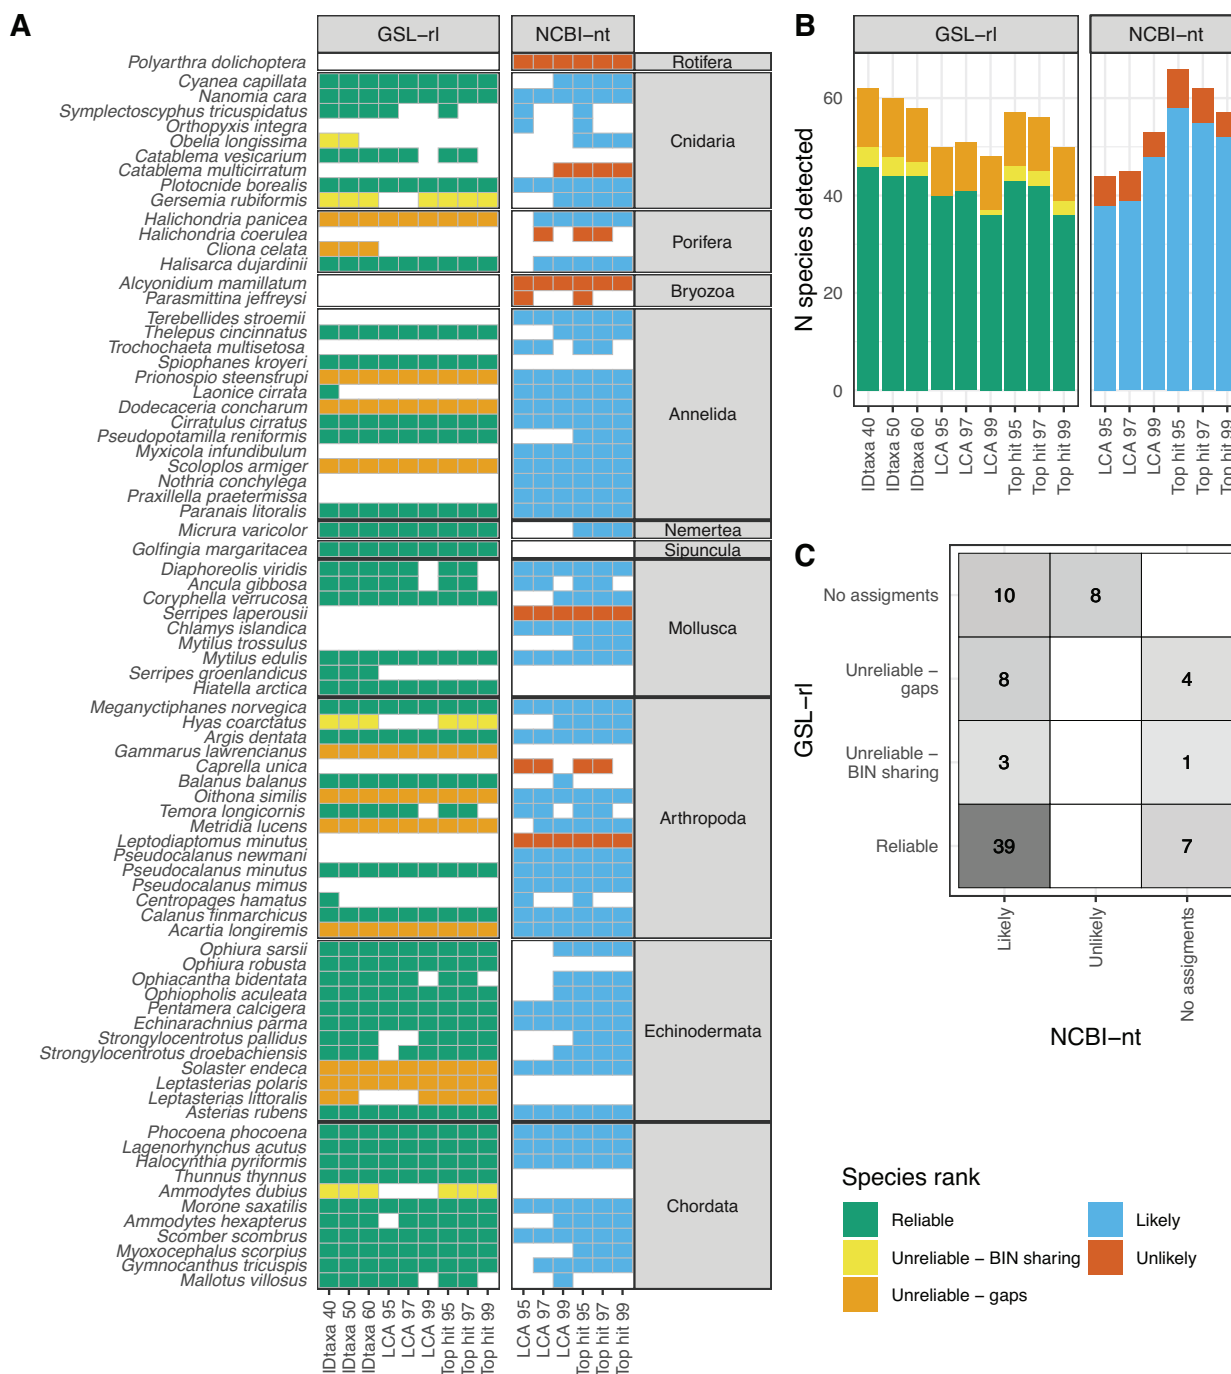 A
GSL−rl
NCBI−nt
Polyarthra dolichoptera
Rotifera
Cyanea capillata
Nanomia cara
Symplectoscyphus tricuspidatus
Orthopyxis integra
Obelia longissima
Catablema vesicarium
Catablema multicirratum
Plotocnide borealis
Gersemia rubiformis
Cnidaria
Halichondria panicea
Halichondria coerulea
Cliona celata
Halisarca dujardinii
Porifera
Alcyonidium mamillatum
Parasmittina jeffreysi
Bryozoa
Terebellides stroemii
Thelepus cincinnatus
Trochochaeta multisetosa
Spiophanes kroyeri
Prionospio steenstrupi
Laonice cirrata
Dodecaceria concharum
Cirratulus cirratus
Pseudopotamilla reniformis
Myxicola infundibulum
Scoloplos armiger
Nothria conchylega
Praxillella praetermissa
Paranais litoralis
Annelida
Micrura varicolor
Nemertea
Golfingia margaritacea
Sipuncula
Diaphoreolis viridis
Ancula gibbosa
Coryphella verrucosa
Serripes laperousii
Chlamys islandica
Mytilus trossulus
Mytilus edulis
Serripes groenlandicus
Hiatella arctica
Mollusca
Meganyctiphanes norvegica
Hyas coarctatus
Argis dentata
Gammarus lawrencianus
Caprella unica
Balanus balanus
Oithona similis
Temora longicornis
Metridia lucens
Leptodiaptomus minutus
Pseudocalanus newmani
Pseudocalanus minutus
Pseudocalanus mimus
Centropages hamatus
Calanus finmarchicus
Acartia longiremis
Arthropoda
Ophiura sarsii
Ophiura robusta
Ophiacantha bidentata
Ophiopholis aculeata
Pentamera calcigera
Echinarachnius parma
Strongylocentrotus pallidus
Strongylocentrotus droebachiensis
Solaster endeca
Leptasterias polaris
Leptasterias littoralis
Asterias rubens
Echinodermata
Phocoena phocoena
Lagenorhynchus acutus
Halocynthia pyriformis
Thunnus thynnus
Ammodytes dubius
Morone saxatilis
Ammodytes hexapterus
Scomber scombrus
Myoxocephalus scorpius
Gymnocanthus tricuspis
Mallotus villosus
Chordata
IDtaxa 40
IDtaxa 50
IDtaxa 60
LCA 95
LCA 97
LCA 99
Top hit 95
Top hit 97
Top hit 99
LCA 95
LCA 97
LCA 99
Top hit 95
Top hit 97
Top hit 99
B
GSL−rl
NCBI−nt
N species detected
60
40
20
0
IDtaxa 40
IDtaxa 50
IDtaxa 60
LCA 95
LCA 97
LCA 99
Top hit 95
Top hit 97
Top hit 99
LCA 95
LCA 97
LCA 99
Top hit 95
Top hit 97
Top hit 99
C
GSL−rl
No assigments
10
8
Unreliable −
gaps
8
4
Unreliable −
BIN sharing
3
1
Reliable
39
7
Likely
Unlikely
No assigments
NCBI−nt
Species rank
Reliable
Unreliable − BIN sharing
Unreliable − gaps
Likely
Unlikely